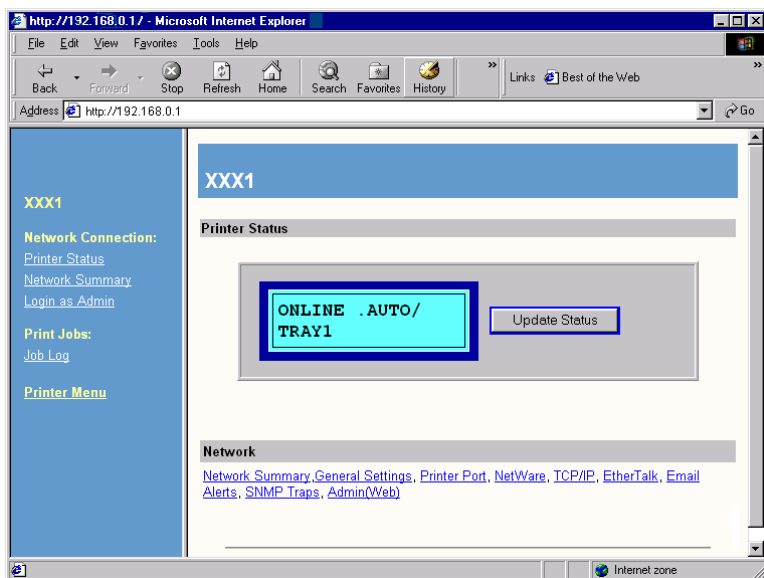 http://192.168.0.1/ - Microsoft Internet Explorer
File Edit View Favorites Tools Help
Back Forward Stop Refresh Home Search Favorites History » Links Best of the Web »
Address http://192.168.0.1 Go
XXX1
Network Connection:
Printer Status
Network Summary
Login as Admin
Print Jobs:
Job Log
Printer Menu
XXX1
Printer Status
ONLINE .AUTO/
TRAY1
Update Status
Network
Network Summary,General Settings, Printer Port, NetWare, TCP/IP, EtherTalk, Email
Alerts, SNMP Traps, Admin(Web)
Internet zone